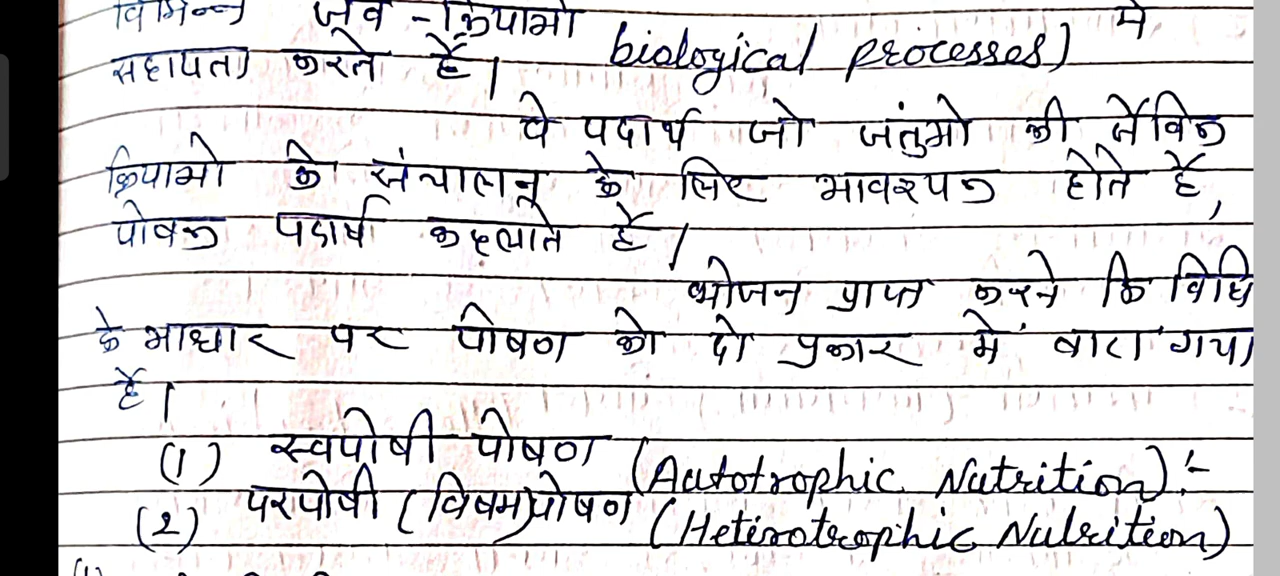 विभिन्न जैव - क्रियाओ (biological processes) मे
सहायता करते हैं।
वे पदार्थ जो जंतुओ की जैविक
क्रियाओ के संचालन के लिए आवश्यक होते हैं,
पोषक पदार्थ कहलाते हैं।
भोजन प्राप्त करने कि विधि
के आधार पर पोषण को दो प्रकार में बाटा गया
हैं।
(1) स्वपोषी पोषण (Autotrophic Nutrition) :-
(2) परपोषी (विषम)पोषण (Heterotrophic Nutrition)